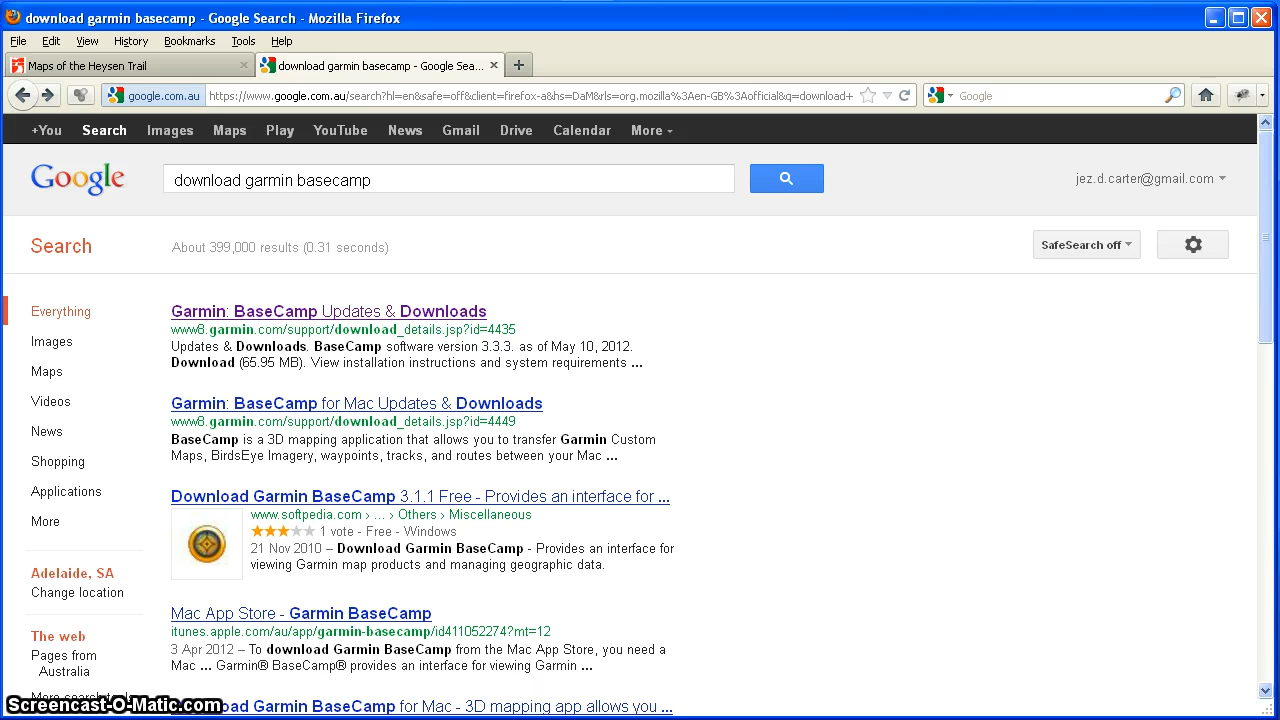 download garmin basecamp - Google Search - Mozilla Firefox
File Edit View History Bookmarks Tools Help
Maps of the Heysen Trail
download garmin basecamp - Google Sea...
google.com.au https://www.google.com.au/search?hl=en&safe=off&client=firefox-a&hs=DaM&rls=org.mozilla%3Aen-GB%3Aofficial&q=download+
Google
+You Search Images Maps Play YouTube News Gmail Drive Calendar More
Google
download garmin basecamp
jez.d.carter@gmail.com
Search
About 399,000 results (0.31 seconds)
SafeSearch off
Everything
Images
Maps
Videos
News
Shopping
Applications
More
Adelaide, SA
Change location
The web
Pages from
Australia
Garmin: BaseCamp Updates & Downloads
www8.garmin.com/support/download_details.jsp?id=4435
Updates & Downloads. BaseCamp software version 3.3.3. as of May 10, 2012.
Download (65.95 MB). View installation instructions and system requirements ...
Garmin: BaseCamp for Mac Updates & Downloads
www8.garmin.com/support/download_details.jsp?id=4449
BaseCamp is a 3D mapping application that allows you to transfer Garmin Custom
Maps, BirdsEye Imagery, waypoints, tracks, and routes between your Mac ...
Download Garmin BaseCamp 3.1.1 Free - Provides an interface for ...
www.softpedia.com › ... › Others › Miscellaneous
1 vote - Free - Windows
21 Nov 2010 – Download Garmin BaseCamp - Provides an interface for
viewing Garmin map products and managing geographic data.
Mac App Store - Garmin BaseCamp
itunes.apple.com/au/app/garmin-basecamp/id411052274?mt=12
3 Apr 2012 – To download Garmin BaseCamp from the Mac App Store, you need a
Mac ... Garmin® BaseCamp® provides an interface for viewing Garmin ...
Garmin BaseCamp for Mac - 3D mapping app allows you ...
Screencast-O-Matic.com